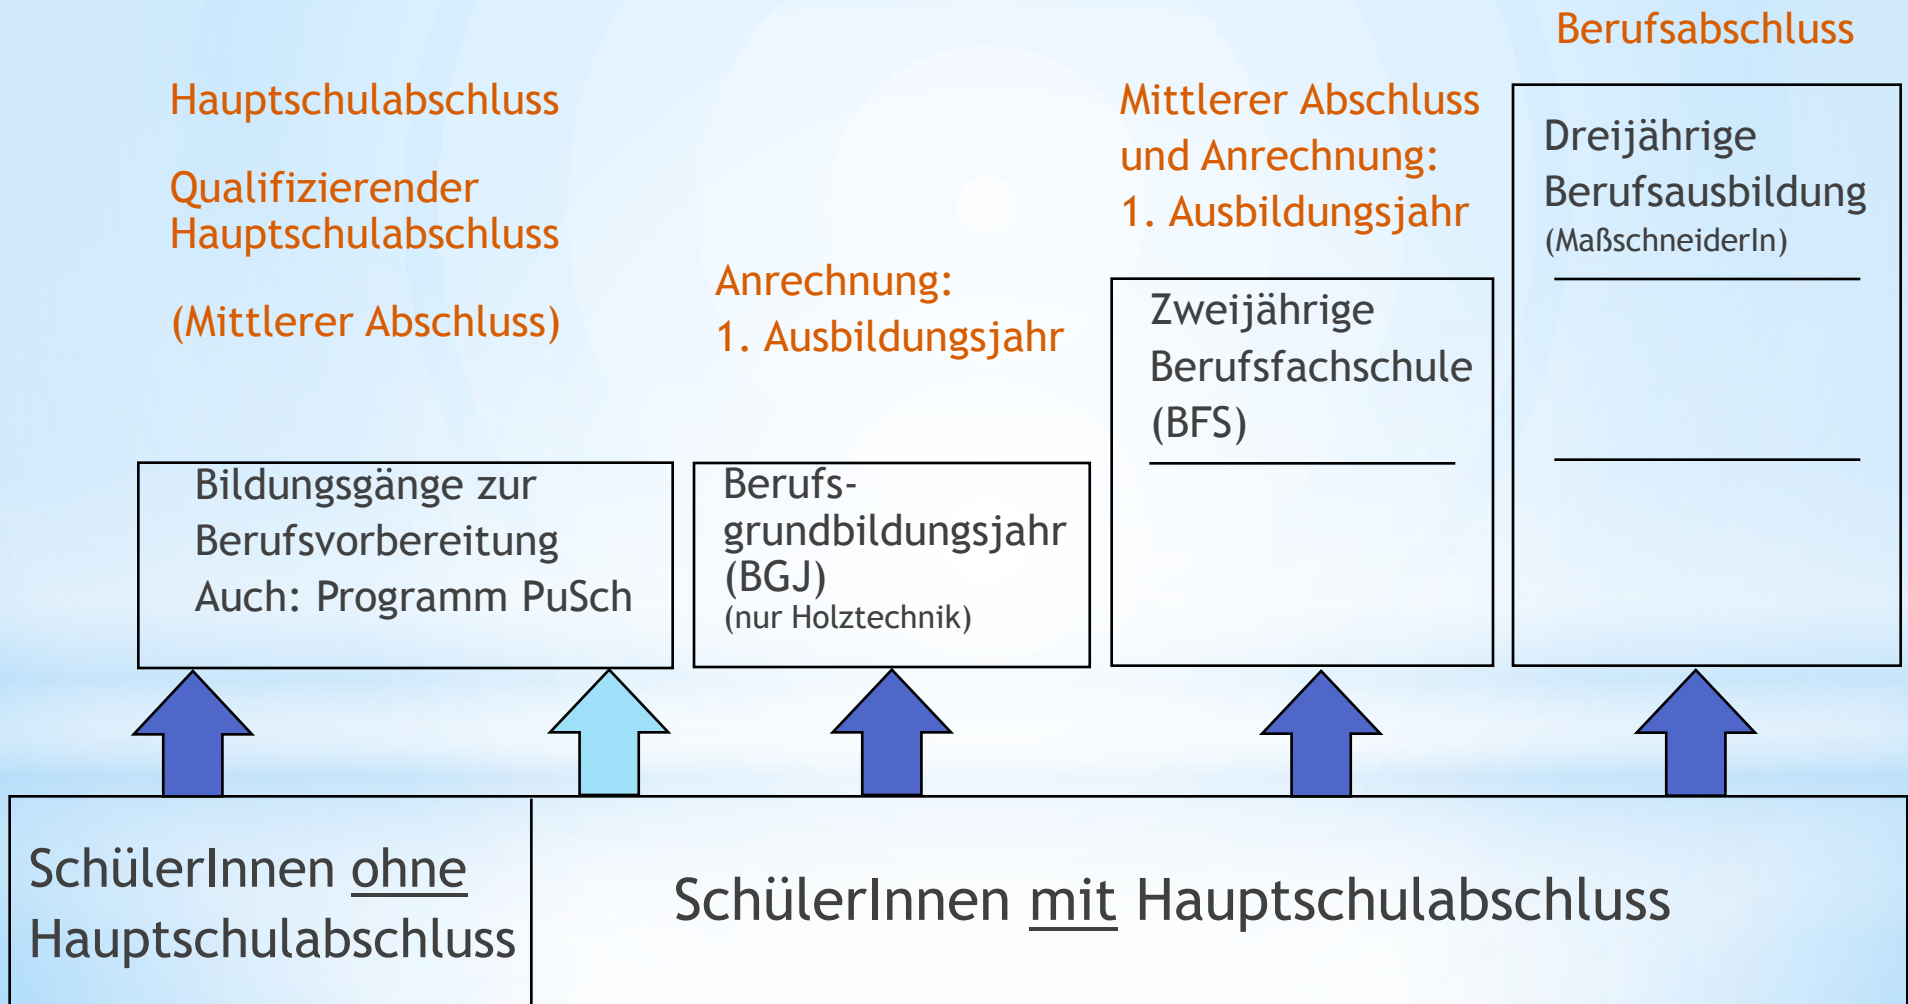 Berufsabschluss
Hauptschulabschluss
Qualifizierender
Hauptschulabschluss
(Mittlerer Abschluss)
Anrechnung:
1. Ausbildungsjahr
Mittlerer Abschluss
und Anrechnung:
1. Ausbildungsjahr
Dreijährige
Berufsausbildung
(MaßschneiderIn)
Zweijährige
Berufsfachschule
(BFS)
Bildungsgänge zur
Berufsvorbereitung
Auch: Programm PuSch
Berufs-
grundbildungsjahr
(BGJ)
(nur Holztechnik)
SchülerInnen ohne
Hauptschulabschluss
SchülerInnen mit Hauptschulabschluss